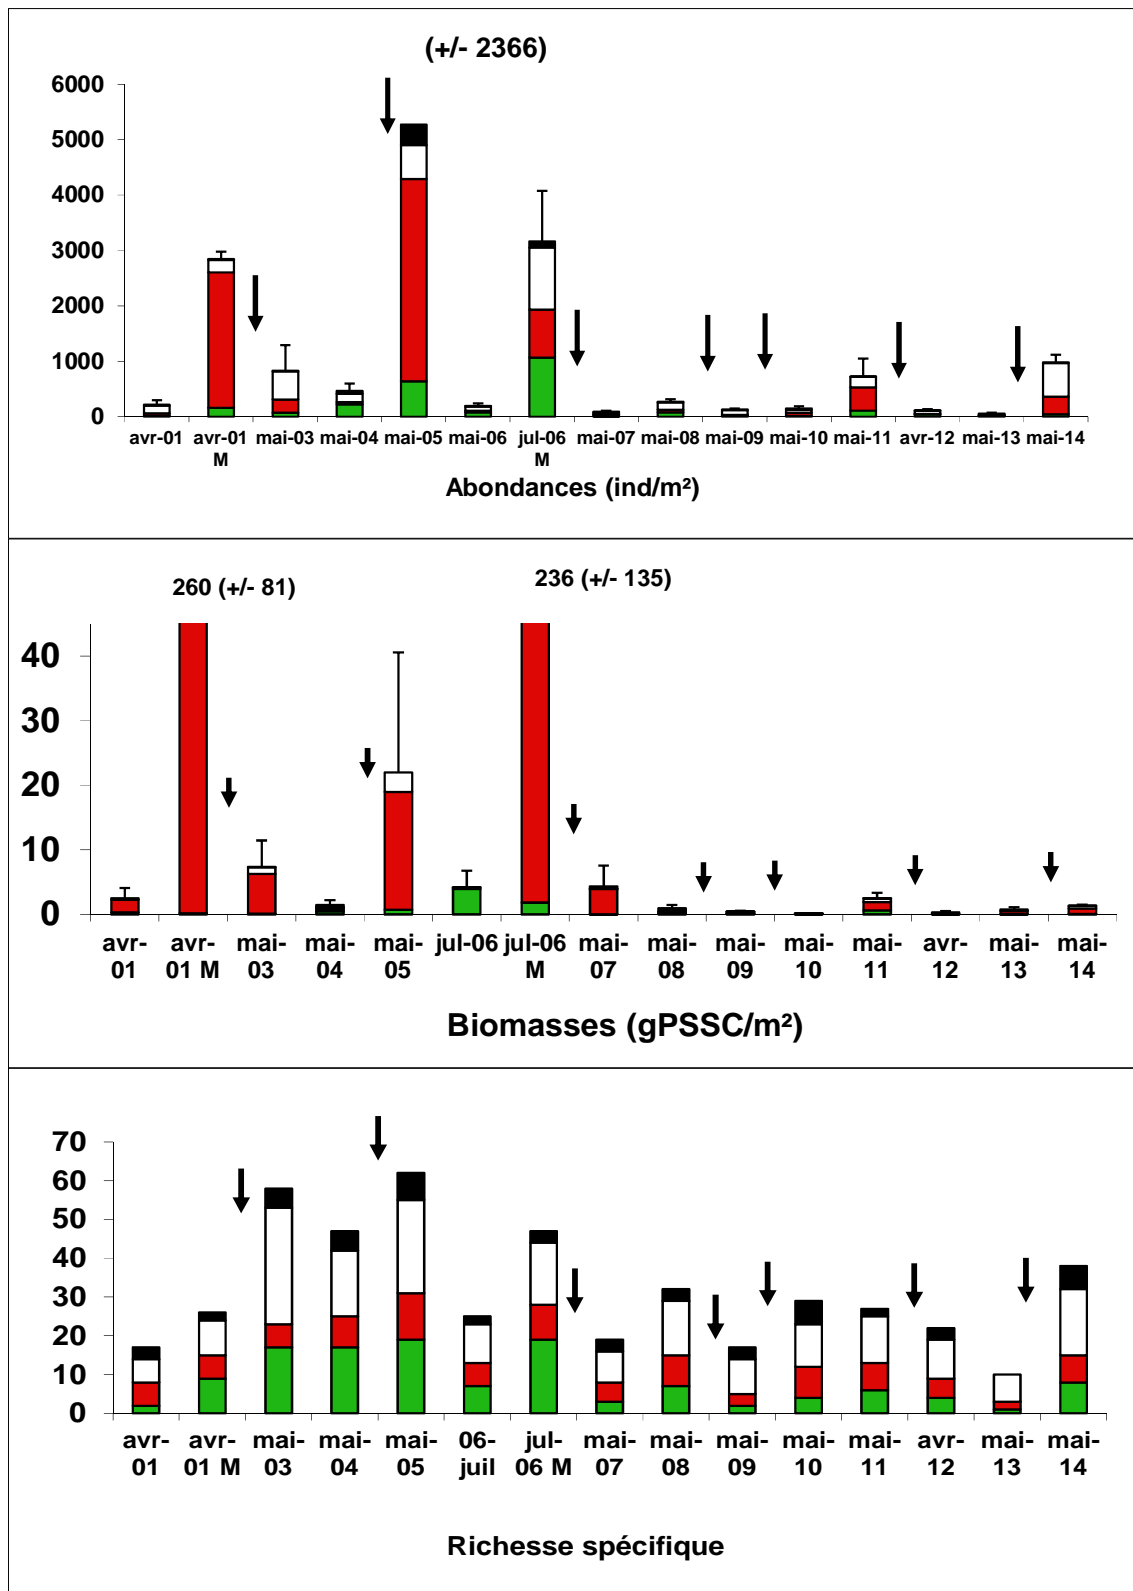 (+/- 2366)
6000
5000
4000
3000
2000
1000
0
avr-01 avr-01 mai-03 mai-04 mai-05 mai-06 jul-06 mai-07 mai-08 mai-09 mai-10 mai-11 avr-12 mai-13 mai-14
M M
Abondances (ind/m²)
260 (+/- 81) 236 (+/- 135)
40
30
20
10
0
avr- avr- mai- mai- mai- jul-06 jul-06 mai- mai- mai- mai- mai- avr- mai- mai-
01 01 M 03 04 05 M 07 08 09 10 11 12 13 14
Biomasses (gPSSC/m²)
70
60
50
40
30
20
10
0
avr- avr- mai- mai- mai- 06- jul- mai- mai- mai- mai- mai- avr- mai- mai-
01 01 M 03 04 05 juil 06 M 07 08 09 10 11 12 13 14
Richesse spécifique